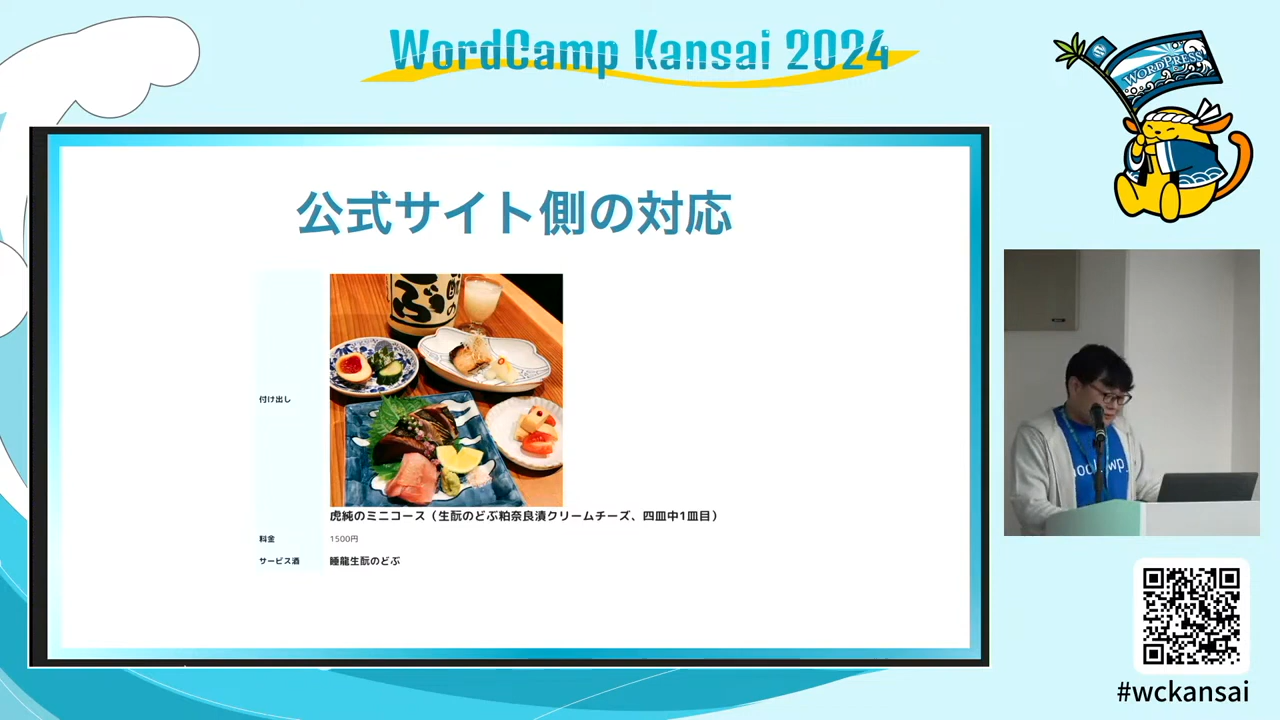 WordCamp Kansai 2024
WORDPRESS
公式サイト側の対応
付け出し
虎純のミニコース（生酛のどぶ粕奈良漬クリームチーズ、四皿中1皿目）
料金
1500円
サービス酒
睡龍生酛のどぶ
#wckansai